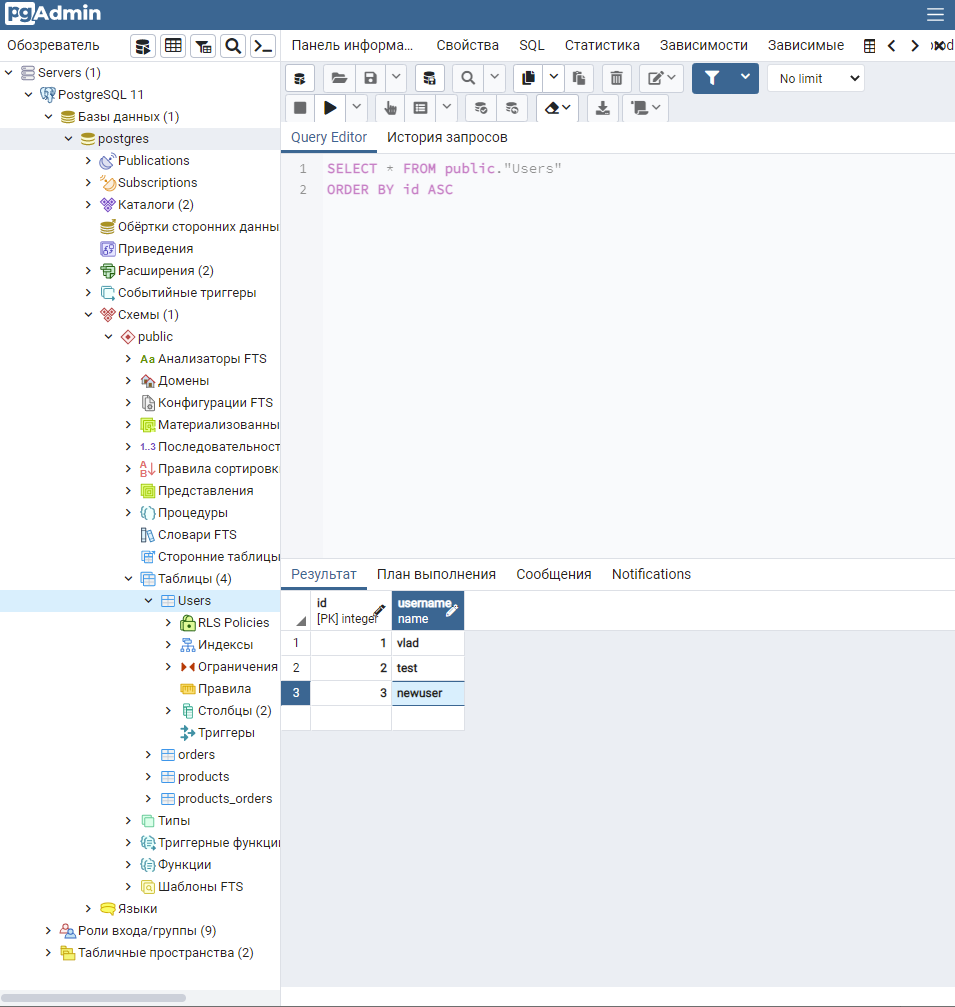 pgAdmin
Обозреватель
Панель информа... Свойства SQL Статистика Зависимости Зависимые
Servers (1)
PostgreSQL 11
Базы данных (1)
postgres
Publications
Subscriptions
Каталоги (2)
Обёртки сторонних данны
Приведения
Расширения (2)
Событийные триггеры
Схемы (1)
public
Aa Анализаторы FTS
Домены
Конфигурации FTS
Материализованны
1..3 Последовательност
Правила сортировк
Представления
Процедуры
Словари FTS
Сторонние таблицы
Таблицы (4)
Users
RLS Policies
Индексы
Ограничения
Правила
Столбцы (2)
Триггеры
orders
products
products_orders
Типы
Триггерные функци
Функции
Шаблоны FTS
Языки
Роли входа/группы (9)
Табличные пространства (2)
No limit
Query Editor История запросов
1 SELECT * FROM public."Users"
2 ORDER BY id ASC
Результат План выполнения Сообщения Notifications
id username
[PK] integer name
1 1 vlad
2 2 test
3 3 newuser